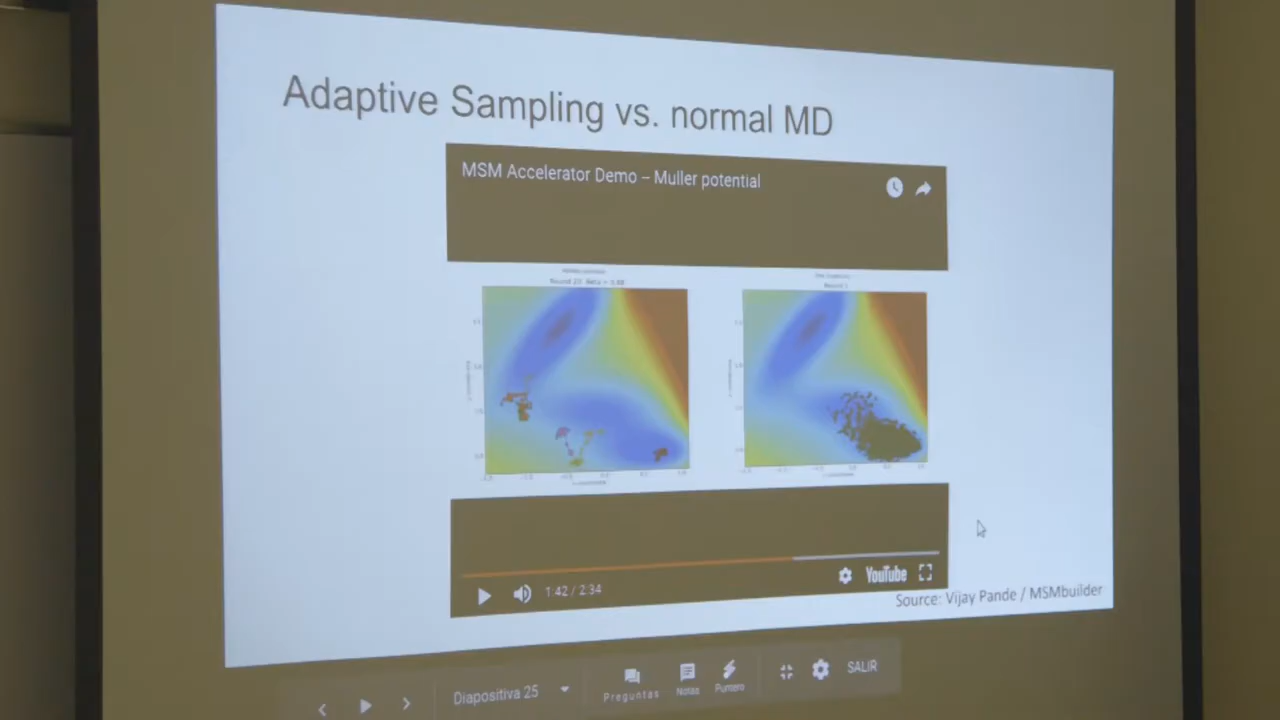 Adaptive Sampling vs. normal MD
MSM Accelerator Demo – Muller potential
1:42 / 2:34
YouTube
Source: Vijay Pande / MSMbuilder
Diapositiva 25
Preguntas
Notas
Puntero
SALIR